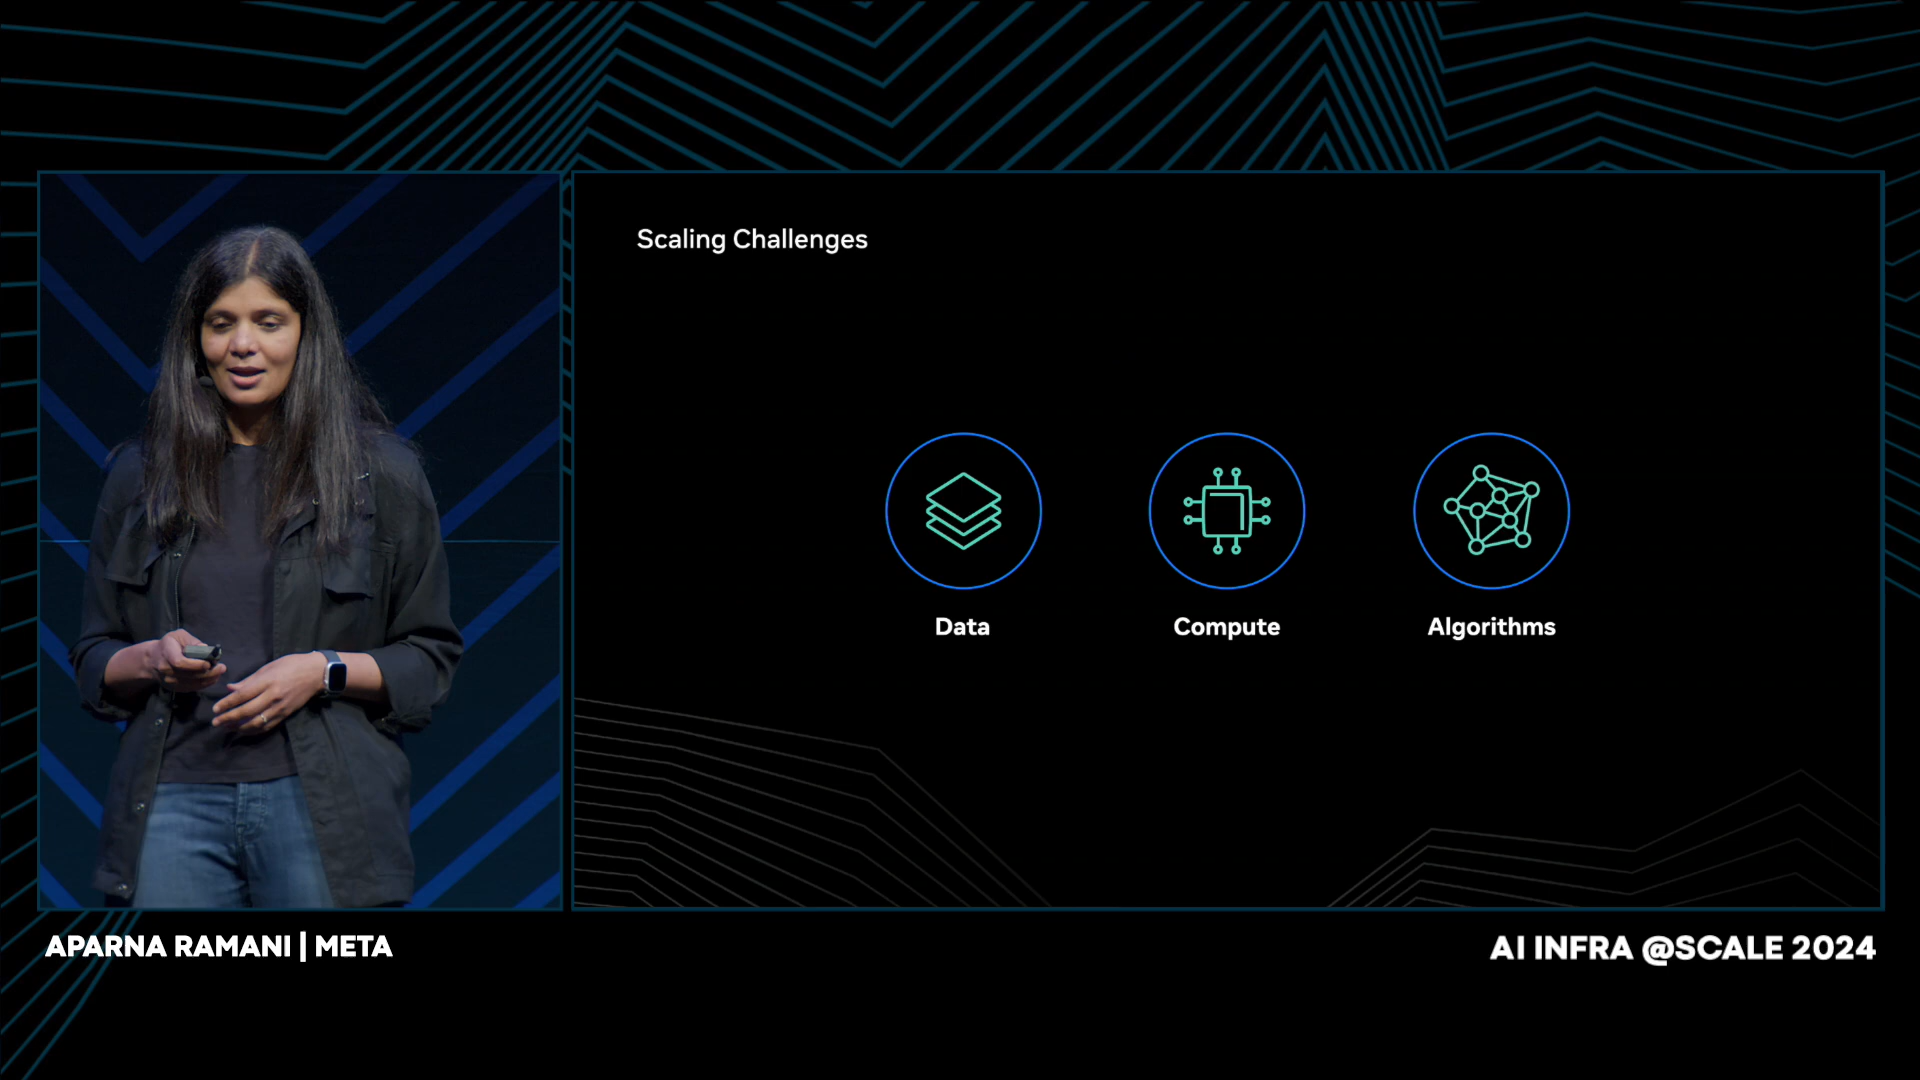 Scaling Challenges
Data
Compute
Algorithms
APARNA RAMANI | META
AI INFRA @SCALE 2024